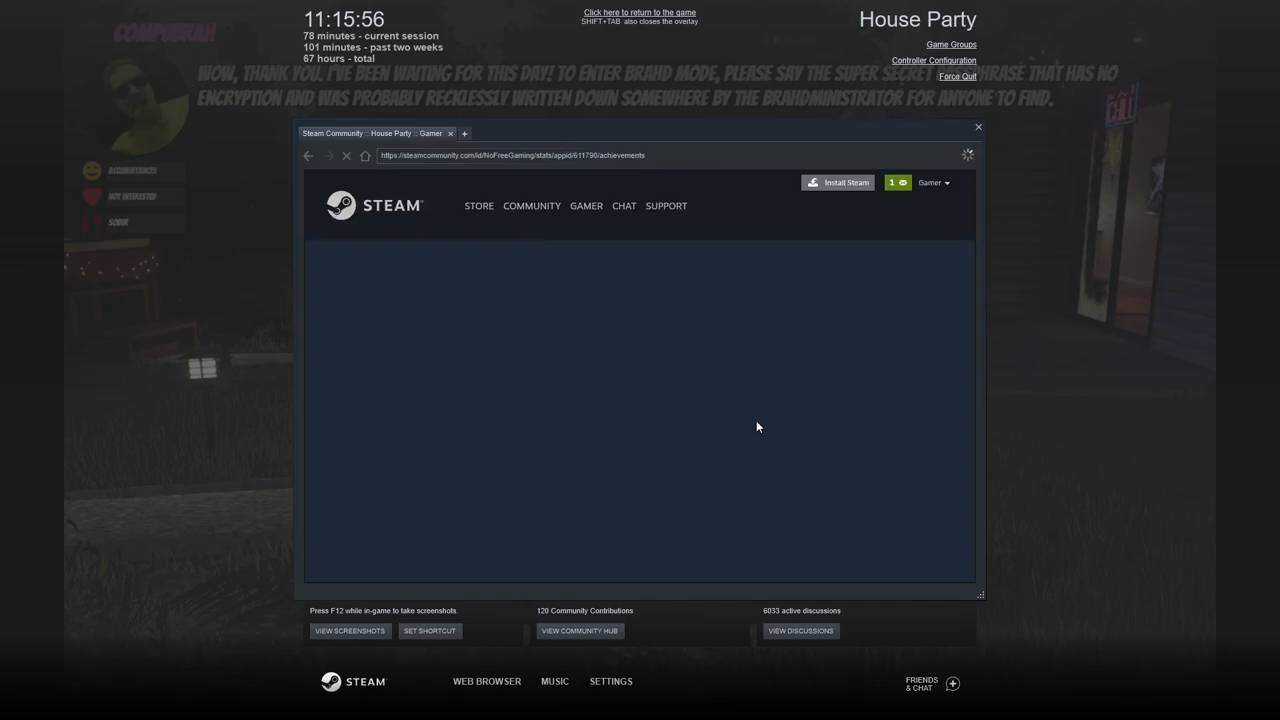 COMPUBRAH
11:15:56
78 minutes - current session
101 minutes - past two weeks
67 hours - total
Click here to return to the game
SHIFT+TAB also closes the overlay
House Party
Game Groups
Controller Configuration
Force Quit
WOW, THANK YOU. I'VE BEEN WAITING FOR THIS DAY! TO ENTER BRAHD MODE, PLEASE SAY THE SUPER SECRET PHRASE THAT HAS NO
ENCRYPTION AND WAS PROBABLY RECKLESSLY WRITTEN DOWN SOMEWHERE BY THE BRAHDMINISTRATOR FOR ANYONE TO FIND.
CHILL
ACQUAINTANCES
NOT INTERESTED
SOBER
Steam Community :: House Party :: Gamer
https://steamcommunity.com/id/NoFreeGaming/stats/appid/611790/achievements
Install Steam
1
Gamer
STEAM
STORE COMMUNITY GAMER CHAT SUPPORT
Press F12 while in-game to take screenshots.
VIEW SCREENSHOTS SET SHORTCUT
120 Community Contributions
VIEW COMMUNITY HUB
6033 active discussions
VIEW DISCUSSIONS
STEAM
WEB BROWSER MUSIC SETTINGS
FRIENDS
& CHAT